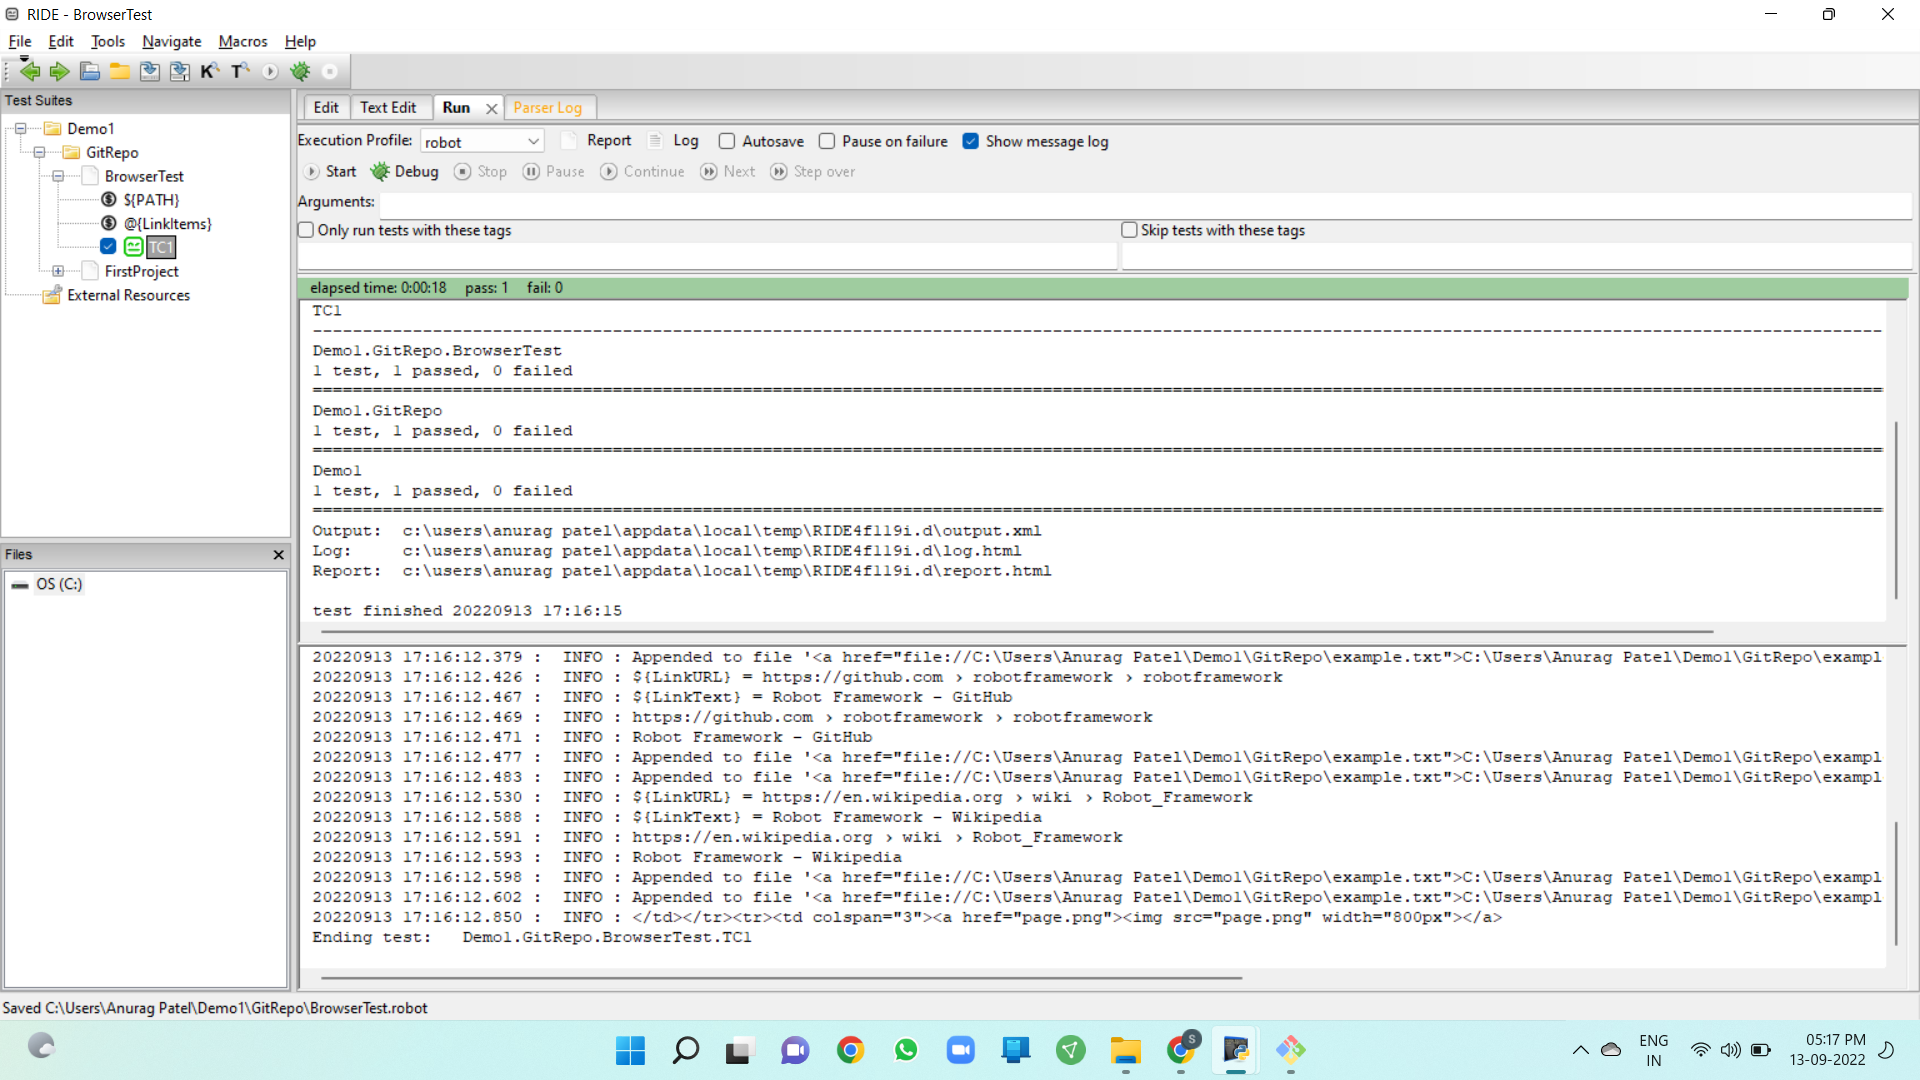 RIDE - BrowserTest
File Edit Tools Navigate Macros Help
K T
Test Suites
Demo1
GitRepo
BrowserTest
${PATH}
@{LinkItems}
TC1
FirstProject
External Resources
Files
OS (C:)
Edit Text Edit Run Parser Log
Execution Profile: robot Report Log Autosave Pause on failure Show message log
Start Debug Stop Pause Continue Next Step over
Arguments:
Only run tests with these tags Skip tests with these tags
elapsed time: 0:00:18 pass: 1 fail: 0
TC1
------------------------------------------------------------------------------
Demo1.GitRepo.BrowserTest
1 test, 1 passed, 0 failed
==============================================================================
Demo1.GitRepo
1 test, 1 passed, 0 failed
==============================================================================
Demo1
1 test, 1 passed, 0 failed
==============================================================================
Output: c:\users\anurag patel\appdata\local\temp\RIDE4f119i.d\output.xml
Log: c:\users\anurag patel\appdata\local\temp\RIDE4f119i.d\log.html
Report: c:\users\anurag patel\appdata\local\temp\RIDE4f119i.d\report.html
test finished 20220913 17:16:15
20220913 17:16:12.379 : INFO : Appended to file '<a href="file://C:\Users\Anurag Patel\Demo1\GitRepo\example.txt">C:\Users\Anurag Patel\Demo1\GitRepo\exampl
20220913 17:16:12.426 : INFO : ${LinkURL} = https://github.com › robotframework › robotframework
20220913 17:16:12.467 : INFO : ${LinkText} = Robot Framework - GitHub
20220913 17:16:12.469 : INFO : https://github.com › robotframework › robotframework
20220913 17:16:12.471 : INFO : Robot Framework - GitHub
20220913 17:16:12.477 : INFO : Appended to file '<a href="file://C:\Users\Anurag Patel\Demo1\GitRepo\example.txt">C:\Users\Anurag Patel\Demo1\GitRepo\exampl
20220913 17:16:12.483 : INFO : Appended to file '<a href="file://C:\Users\Anurag Patel\Demo1\GitRepo\example.txt">C:\Users\Anurag Patel\Demo1\GitRepo\exampl
20220913 17:16:12.530 : INFO : ${LinkURL} = https://en.wikipedia.org › wiki › Robot_Framework
20220913 17:16:12.588 : INFO : ${LinkText} = Robot Framework - Wikipedia
20220913 17:16:12.591 : INFO : https://en.wikipedia.org › wiki › Robot_Framework
20220913 17:16:12.593 : INFO : Robot Framework - Wikipedia
20220913 17:16:12.598 : INFO : Appended to file '<a href="file://C:\Users\Anurag Patel\Demo1\GitRepo\example.txt">C:\Users\Anurag Patel\Demo1\GitRepo\exampl
20220913 17:16:12.602 : INFO : Appended to file '<a href="file://C:\Users\Anurag Patel\Demo1\GitRepo\example.txt">C:\Users\Anurag Patel\Demo1\GitRepo\exampl
20220913 17:16:12.850 : INFO : </td></tr><tr><td colspan="3"><a href="page.png"><img src="page.png" width="800px"></a>
Ending test: Demo1.GitRepo.BrowserTest.TC1
Saved C:\Users\Anurag Patel\Demo1\GitRepo\BrowserTest.robot
S
ENG
IN
05:17 PM
13-09-2022